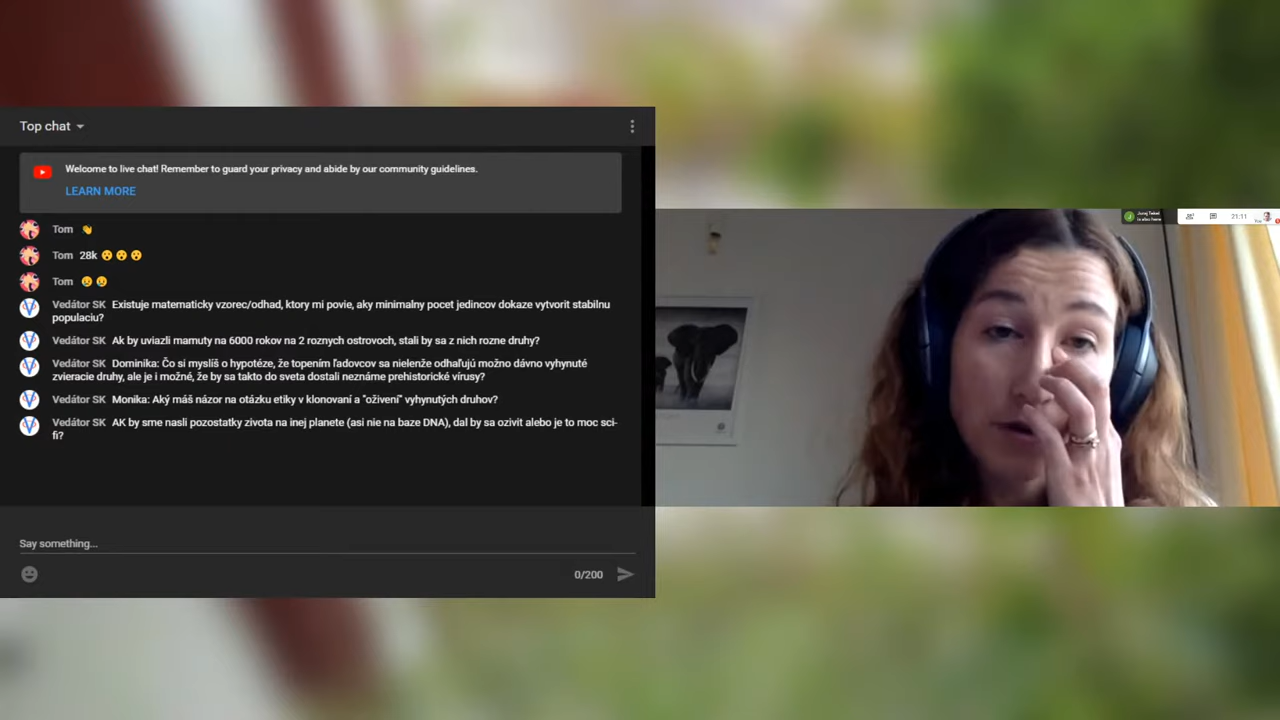 Top chat
Welcome to live chat! Remember to guard your privacy and abide by our community guidelines.
LEARN MORE
Tom 👋
Tom 28k 😮😮😮
Tom 😢😢
Vedátor SK Existuje matematicky vzorec/odhad, ktory mi povie, aky minimalny pocet jedincov dokaze vytvorit stabilnu
populaciu?
Vedátor SK Ak by uviazli mamuty na 6000 rokov na 2 roznych ostrovoch, stali by sa z nich rozne druhy?
Vedátor SK Dominika: Čo si myslíš o hypotéze, že topením ľadovcov sa nielenže odhaľujú možno dávno vyhynuté
zvieracie druhy, ale je i možné, že by sa takto do sveta dostali neznáme prehistorické vírusy?
Vedátor SK Monika: Aký máš názor na otázku etiky v klonovaní a "oživení" vyhynutých druhov?
Vedátor SK AK by sme nasli pozostatky zivota na inej planete (asi nie na baze DNA), dal by sa ozivit alebo je to moc sci-
fi?
Say something...
0/200
is also here
21:11